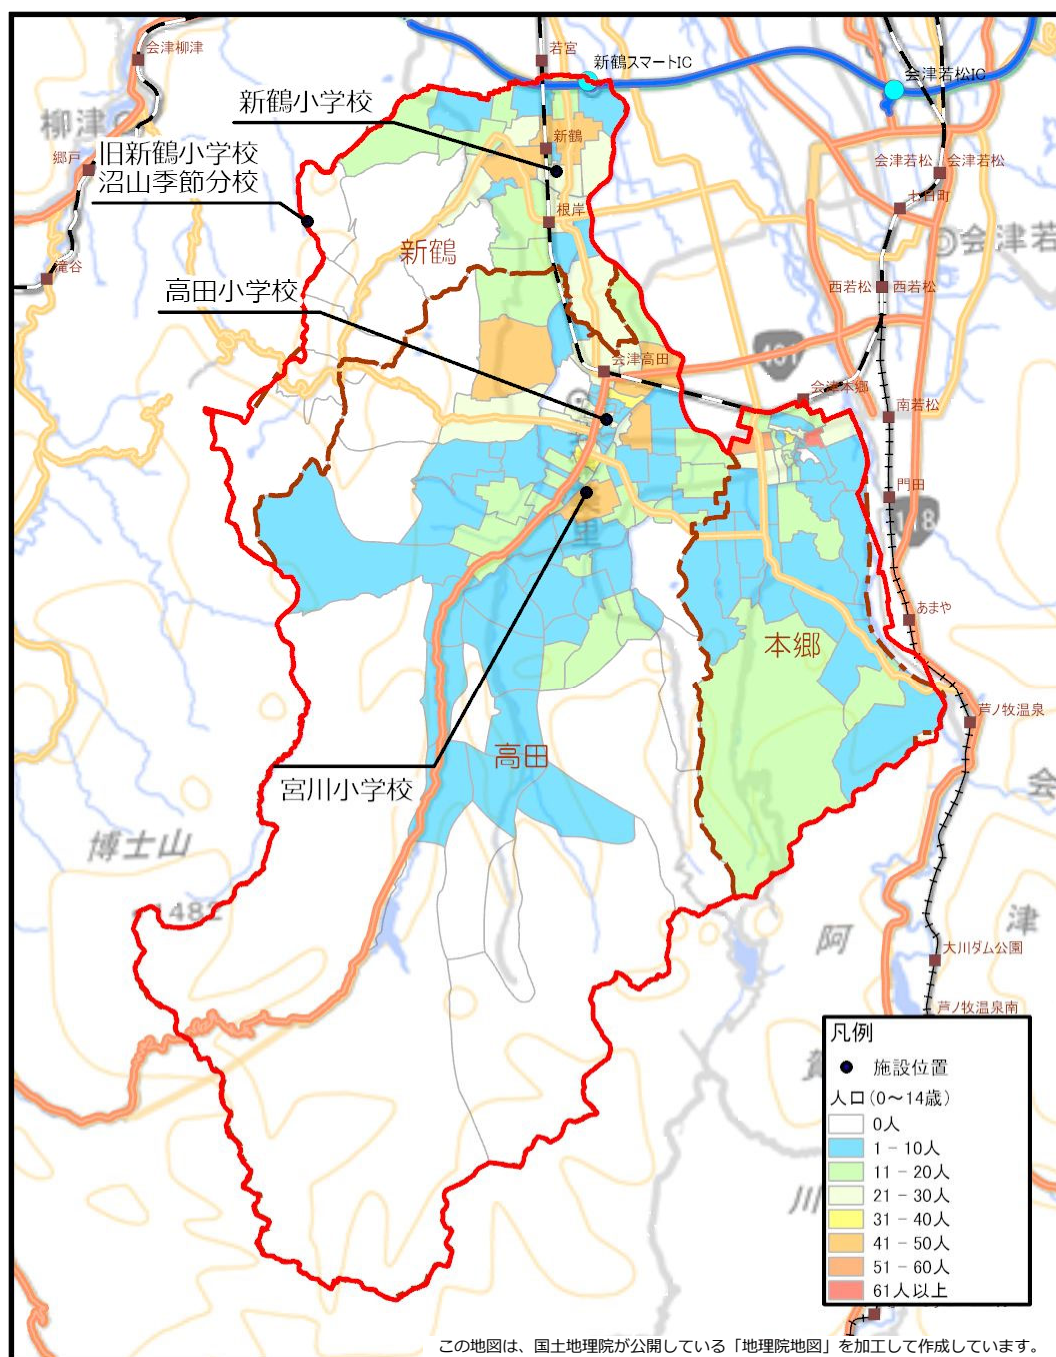 会津柳津
若宮
新鶴スマートIC
会津若松IC
新鶴小学校
柳津
郷戸
旧新鶴小学校
沼山季節分校
新鶴
会津若松
会津若松
七日町
根岸
会津若
新鶴
滝谷
高田小学校
西若松
西若松
401
会津高田
会津本郷
南若松
門田
118
里
あまや
本郷
芦ノ牧温泉
高田
会
宮川小学校
博士山
1482
津
阿
大川ダム公園
芦ノ牧温泉南
凡例
施設位置
人口(0～14歳)
0人
1 - 10人
11 - 20人
21 - 30人
31 - 40人
41 - 50人
51 - 60人
61人以上
賀
川
この地図は、国土地理院が公開している「地理院地図」を加工して作成しています。